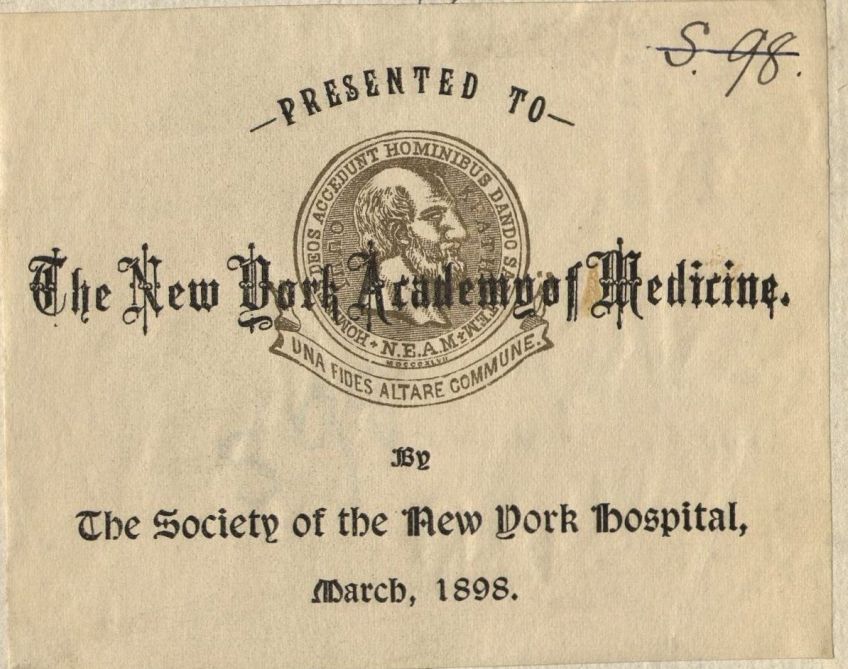 S. 98.
—PRESENTED TO—
HOMINES AD DEOS ACCEDUNT HOMINIBUS DANDO SALUTEM
The New York Academy of Medicine.
N.E.A.M
MDCCCXLVII
UNA FIDES ALTARE COMMUNE.
By
The Society of the New York Hospital,
March, 1898.